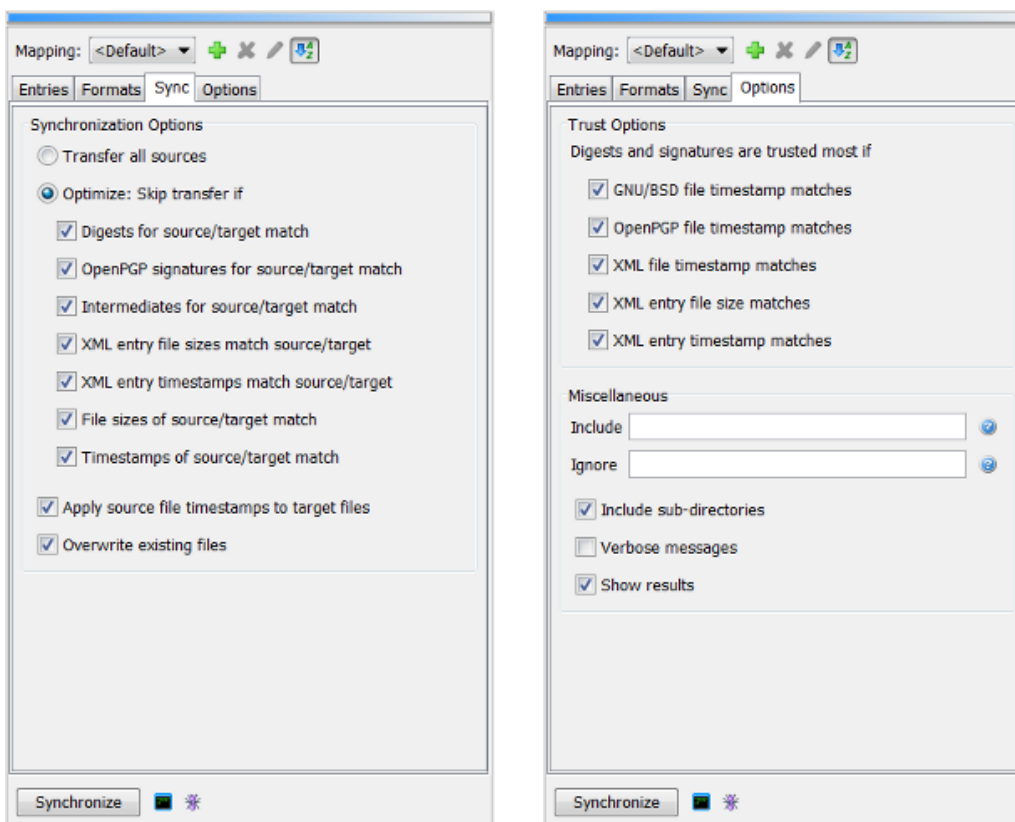 Mapping: <Default>
Entries Formats Sync Options
Synchronization Options
Transfer all sources
Optimize: Skip transfer if
Digests for source/target match
OpenPGP signatures for source/target match
Intermediates for source/target match
XML entry file sizes match source/target
XML entry timestamps match source/target
File sizes of source/target match
Timestamps of source/target match
Apply source file timestamps to target files
Overwrite existing files
Synchronize
Mapping: <Default>
Entries Formats Sync Options
Trust Options
Digests and signatures are trusted most if
GNU/BSD file timestamp matches
OpenPGP file timestamp matches
XML file timestamp matches
XML entry file size matches
XML entry timestamp matches
Miscellaneous
Include
Ignore
Include sub-directories
Verbose messages
Show results
Synchronize